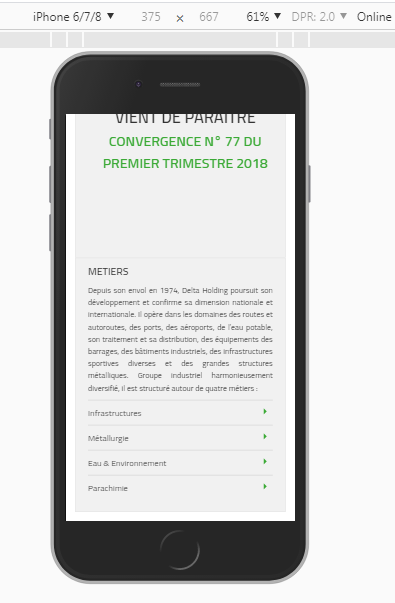 iPhone 6/7/8 ▼ 375 × 667 61% ▼ DPR: 2.0 ▼ Online
VIENT DE PARAITRE
CONVERGENCE N° 77 DU
PREMIER TRIMESTRE 2018
METIERS
Depuis son envol en 1974, Delta Holding poursuit son
développement et confirme sa dimension nationale et
internationale. Il opère dans les domaines des routes et
autoroutes, des ports, des aéroports, de l'eau potable,
son traitement et sa distribution, des équipements des
barrages, des bâtiments industriels, des infrastructures
sportives diverses et des grandes structures
métalliques. Groupe industriel harmonieusement
diversifié, il est structuré autour de quatre métiers :
Infrastructures
Métallurgie
Eau & Environnement
Parachimie